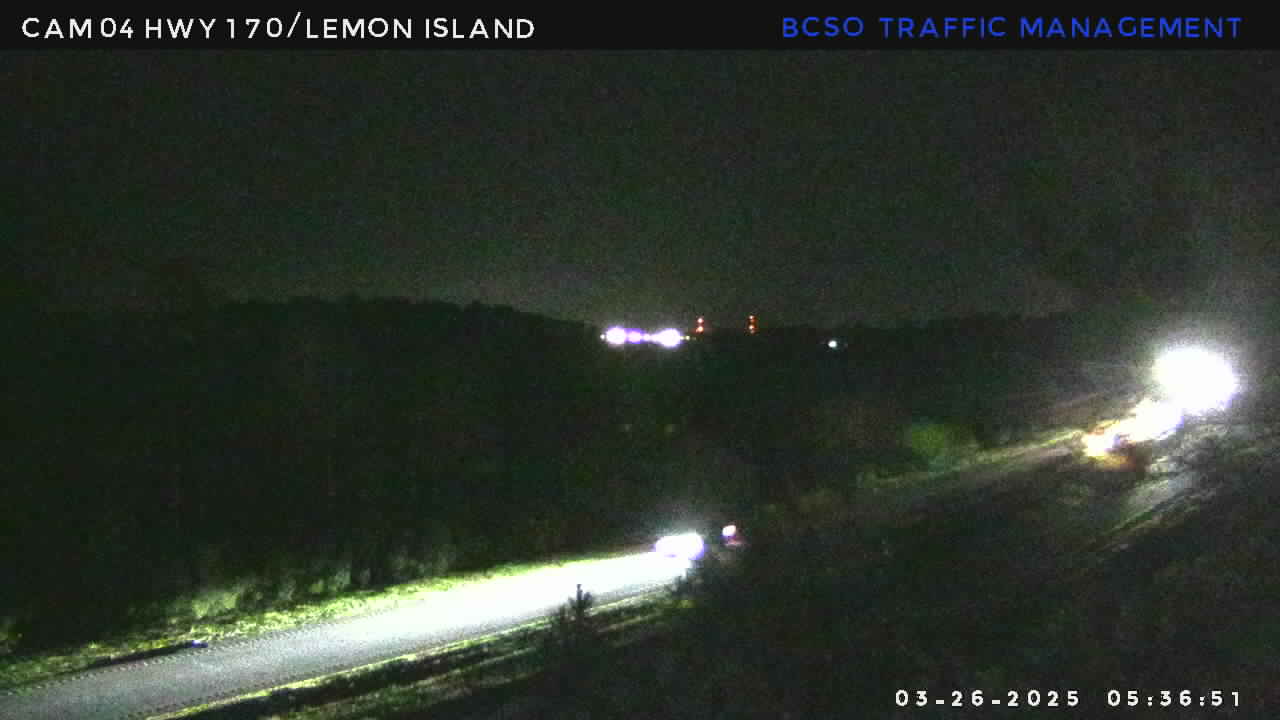 CAM04 HWY 170/LEMON ISLAND
BCSO TRAFFIC MANAGEMENT
03-26-2025 05:36:51